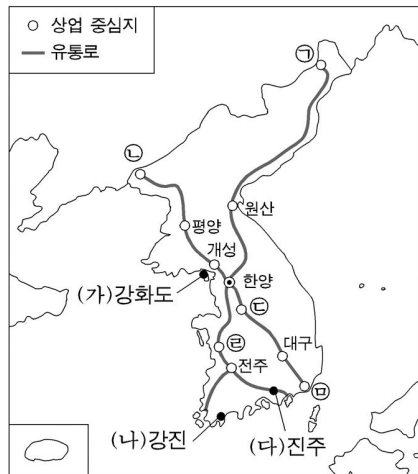 ○ 상업 중심지
━ 유통로
㉠
㉡
원산
평양
개성
한양
(가)강화도
㉢
㉣
대구
전주
㉤
(나)강진
(다)진주